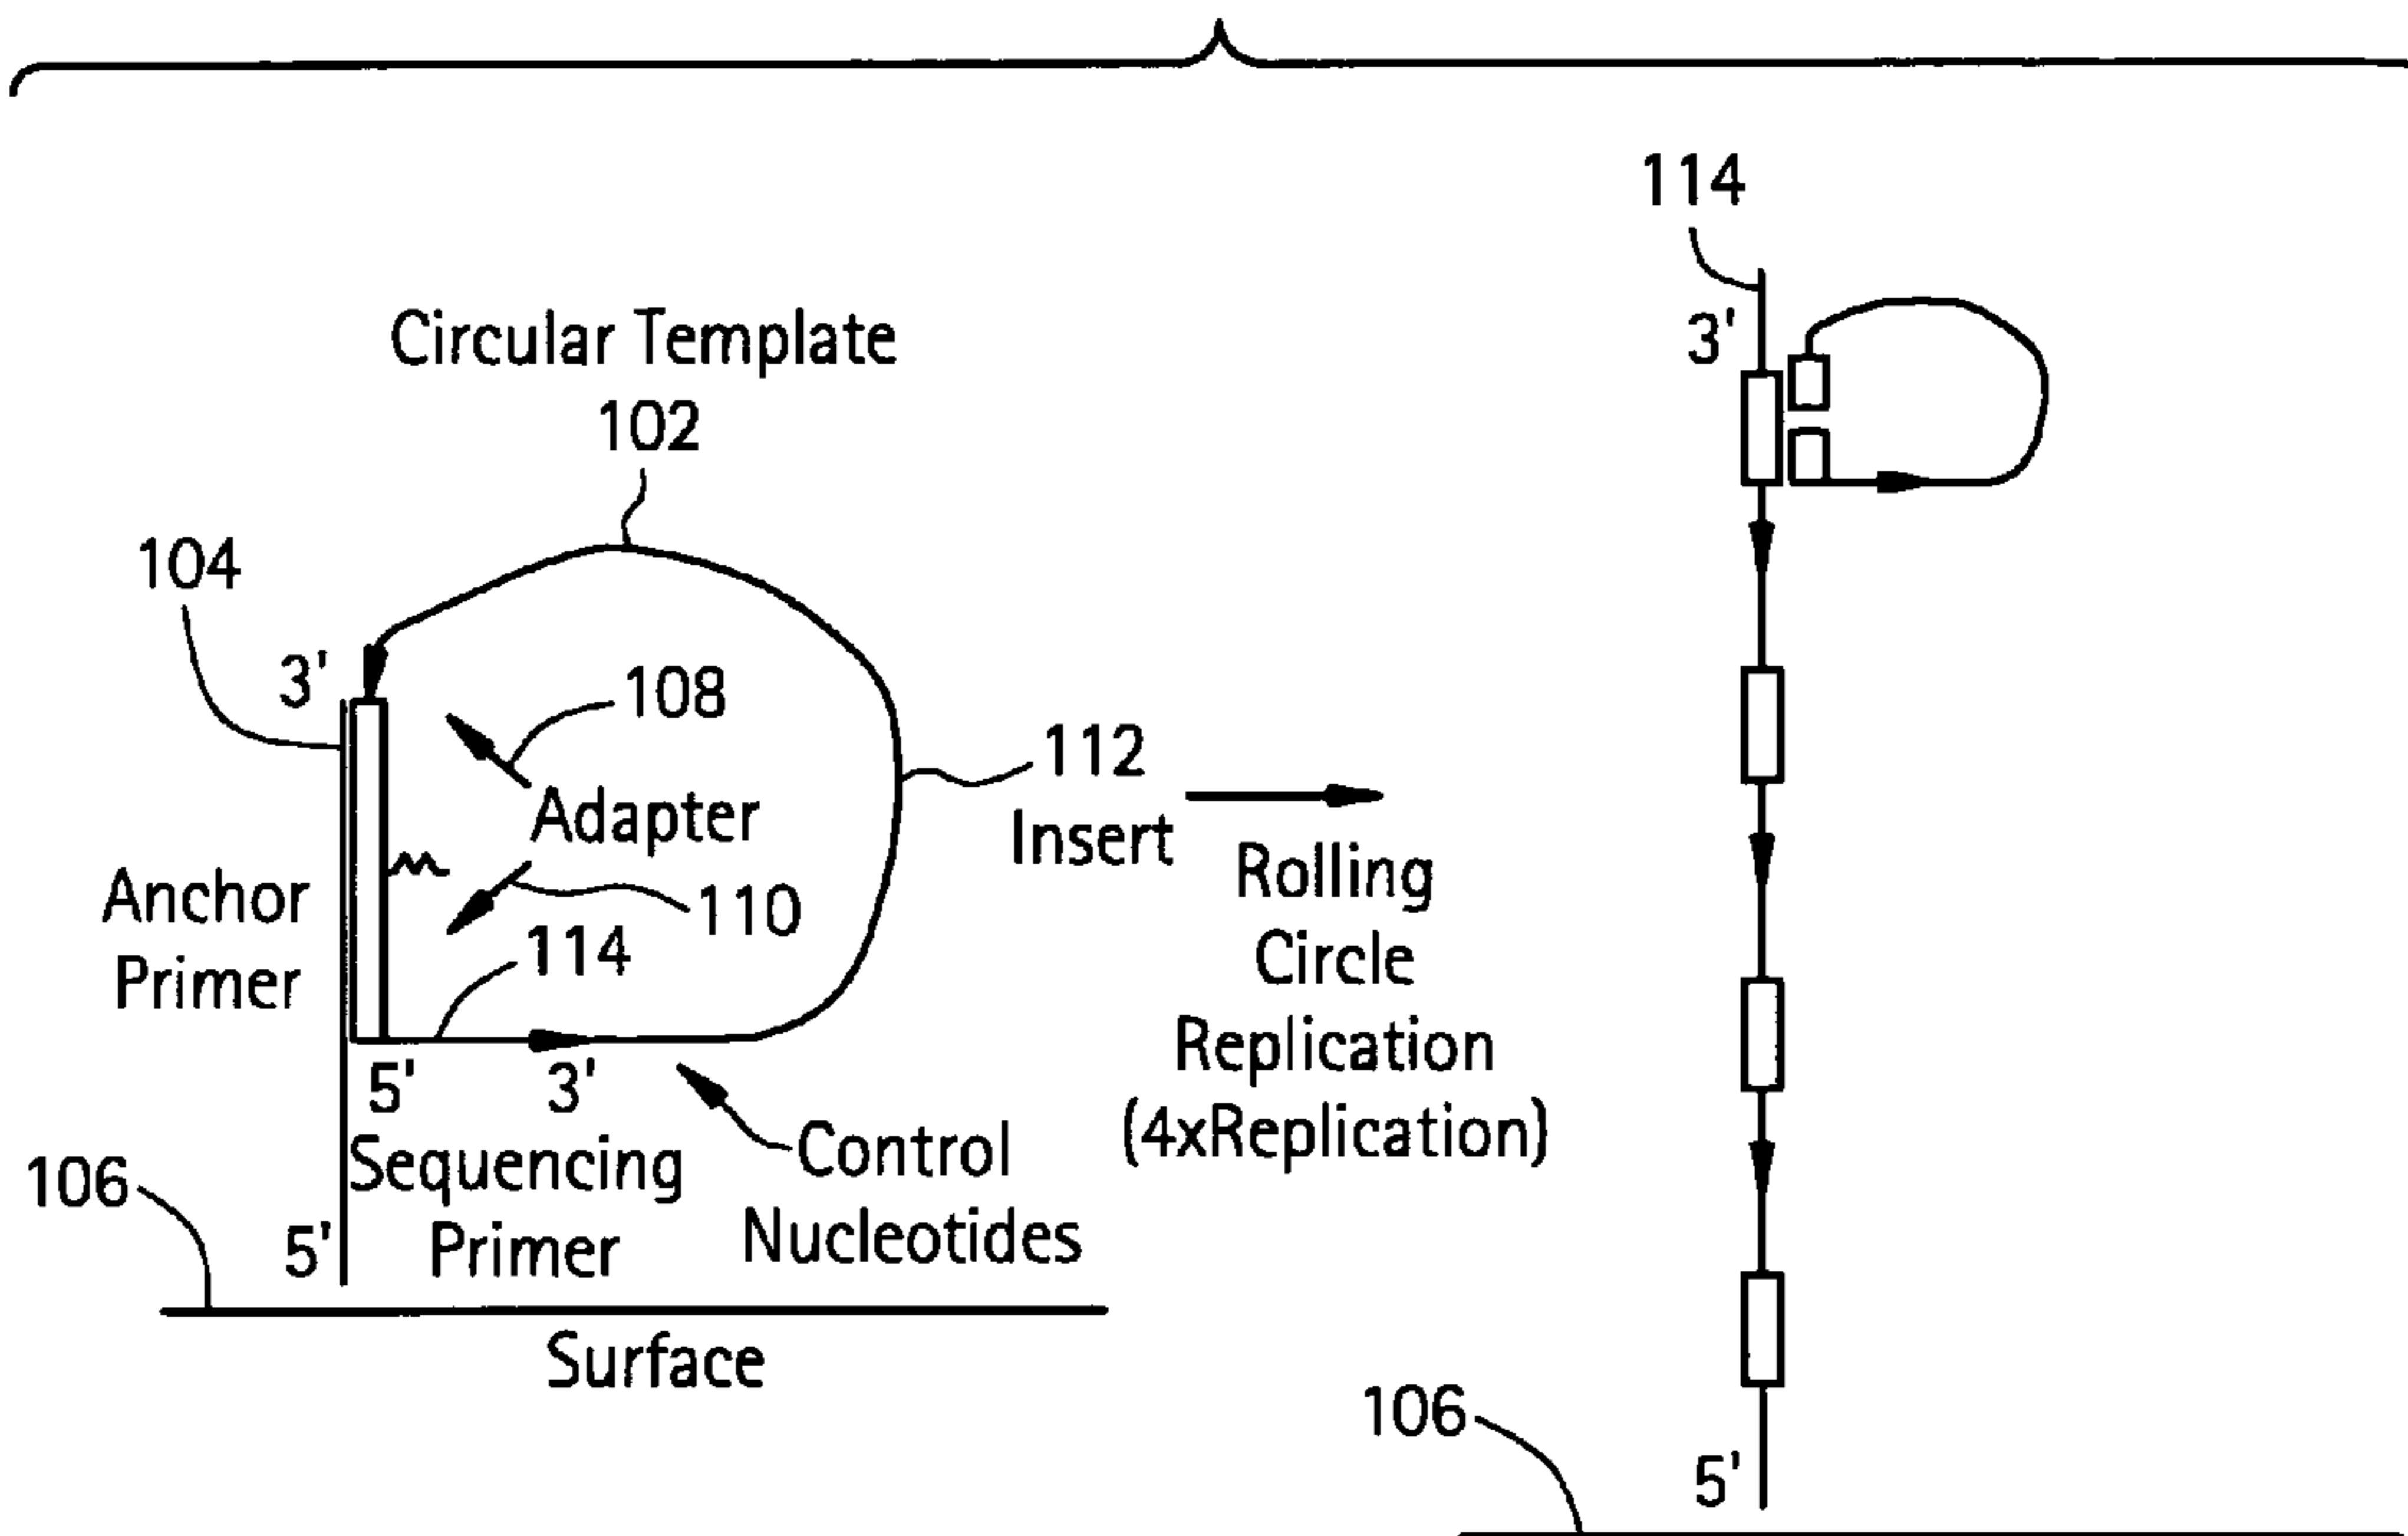 Circular Template
102
104
3'
108
Adapter
112
Insert
Anchor
Primer
110
114
5'
3'
Sequencing
Primer
Control
Nucleotides
106
5'
Surface
Rolling
Circle
Replication
(4xReplication)
114
3'
106
5'